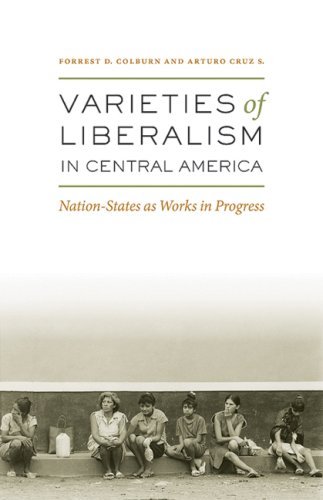 FORREST D. COLBURN AND ARTURO CRUZ S.
VARIETIES of
LIBERALISM
IN CENTRAL AMERICA
Nation-States as Works in Progress